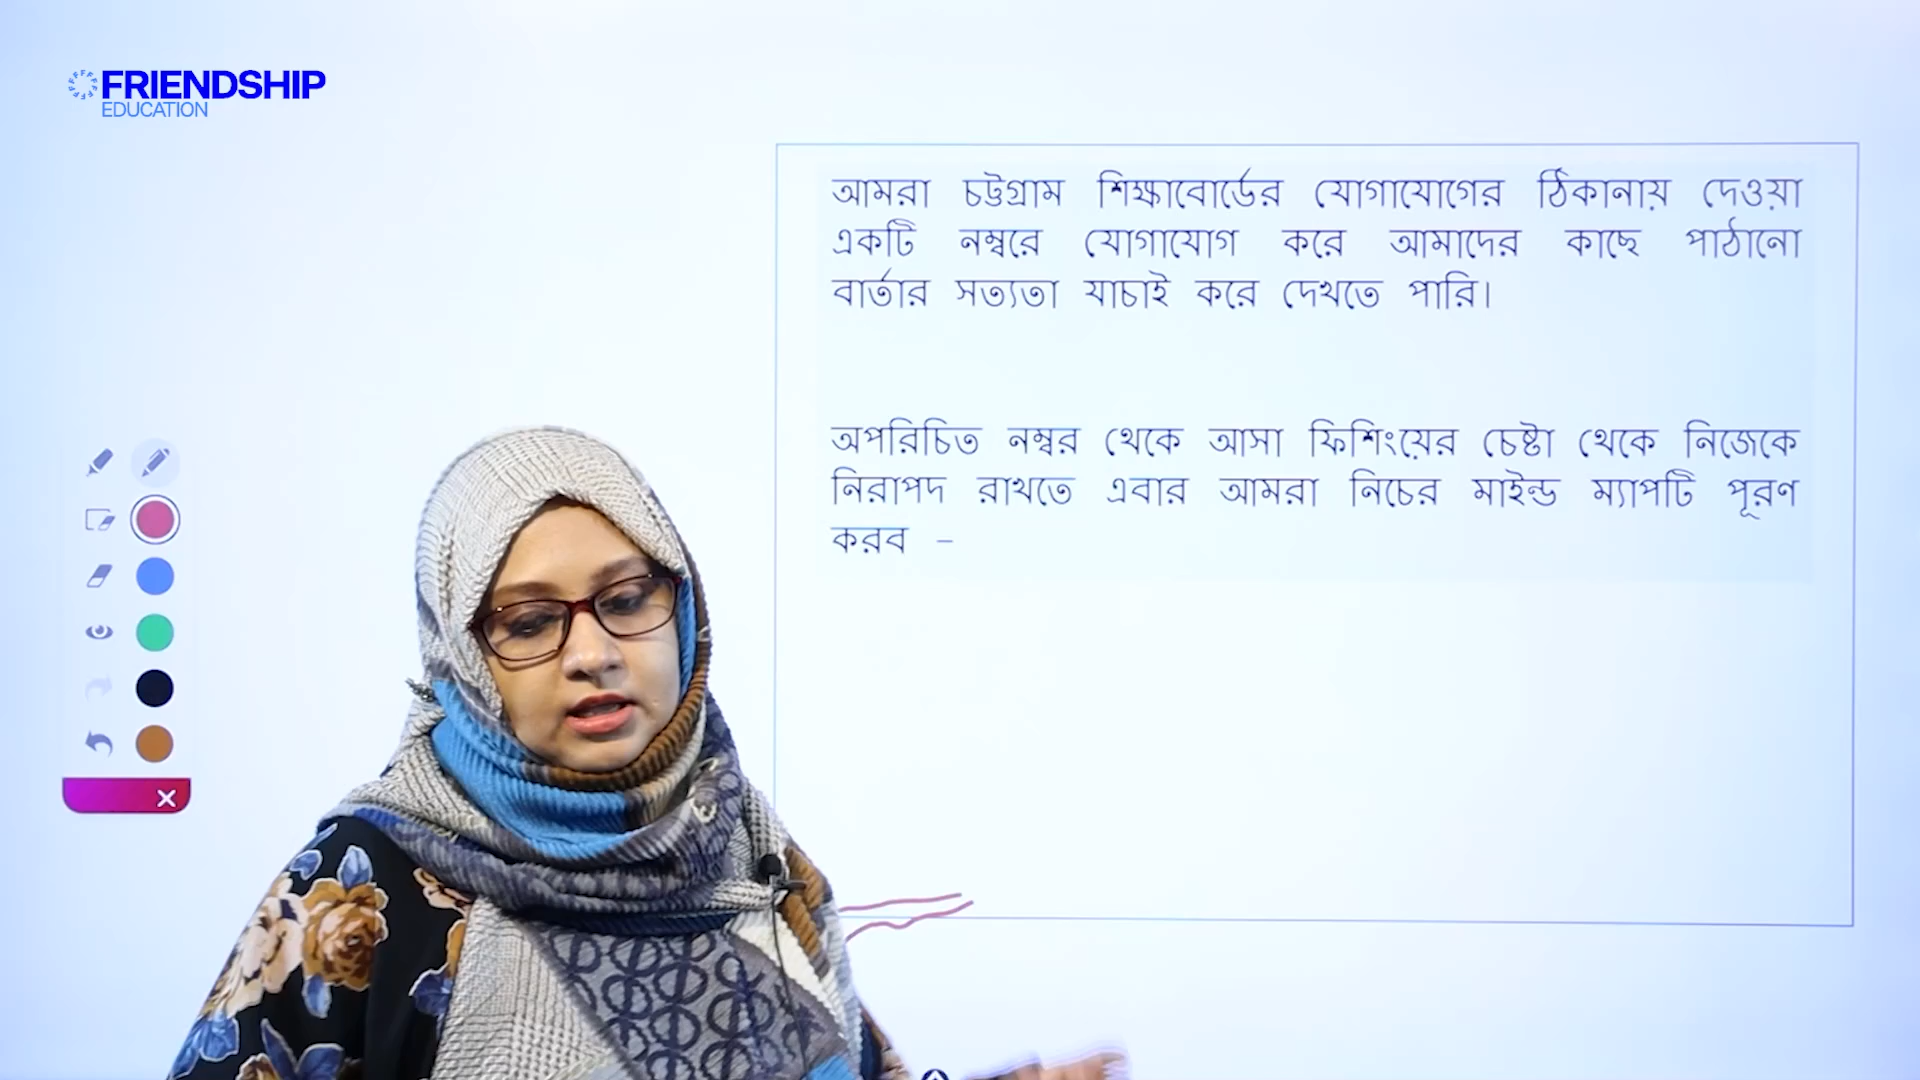 FRIENDSHIP
EDUCATION
আমরা চট্টগ্রাম শিক্ষাবোর্ডের যোগাযোগের ঠিকানায় দেওয়া
একটি নম্বরে যোগাযোগ করে আমাদের কাছে পাঠানো
বার্তার সত্যতা যাচাই করে দেখতে পারি।
অপরিচিত নম্বর থেকে আসা ফিশিংয়ের চেষ্টা থেকে নিজেকে
নিরাপদ রাখতে এবার আমরা নিচের মাইন্ড ম্যাপটি পূরণ
করব –